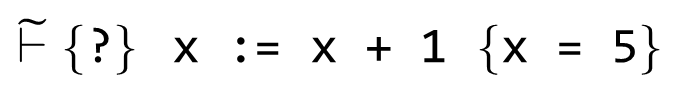 ⊢̃ {?} x := x + 1 {x = 5}